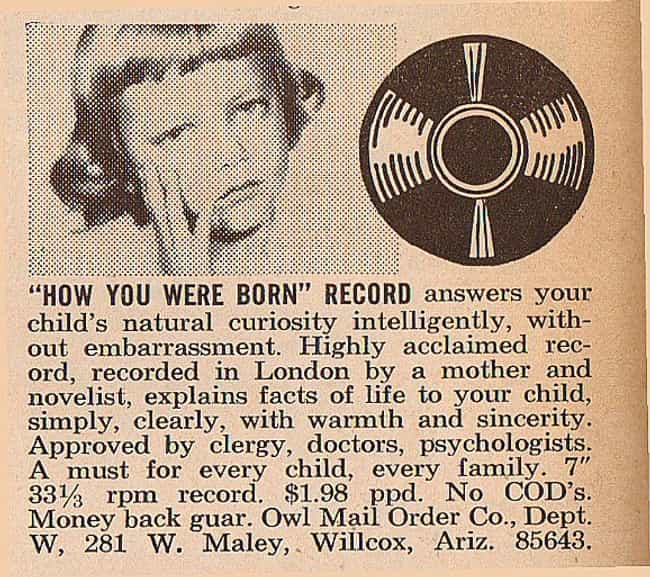 "HOW YOU WERE BORN" RECORD answers your
child's natural curiosity intelligently, with-
out embarrassment. Highly acclaimed rec-
ord, recorded in London by a mother and
novelist, explains facts of life to your child,
simply, clearly, with warmth and sincerity.
Approved by clergy, doctors, psychologists.
A must for every child, every family. 7"
33⅓ rpm record. $1.98 ppd. No COD's.
Money back guar. Owl Mail Order Co., Dept.
W, 281 W. Maley, Willcox, Ariz. 85643.